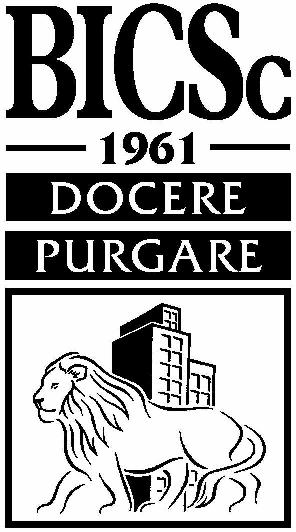 BICSc
1961
DOCERE
PURGARE